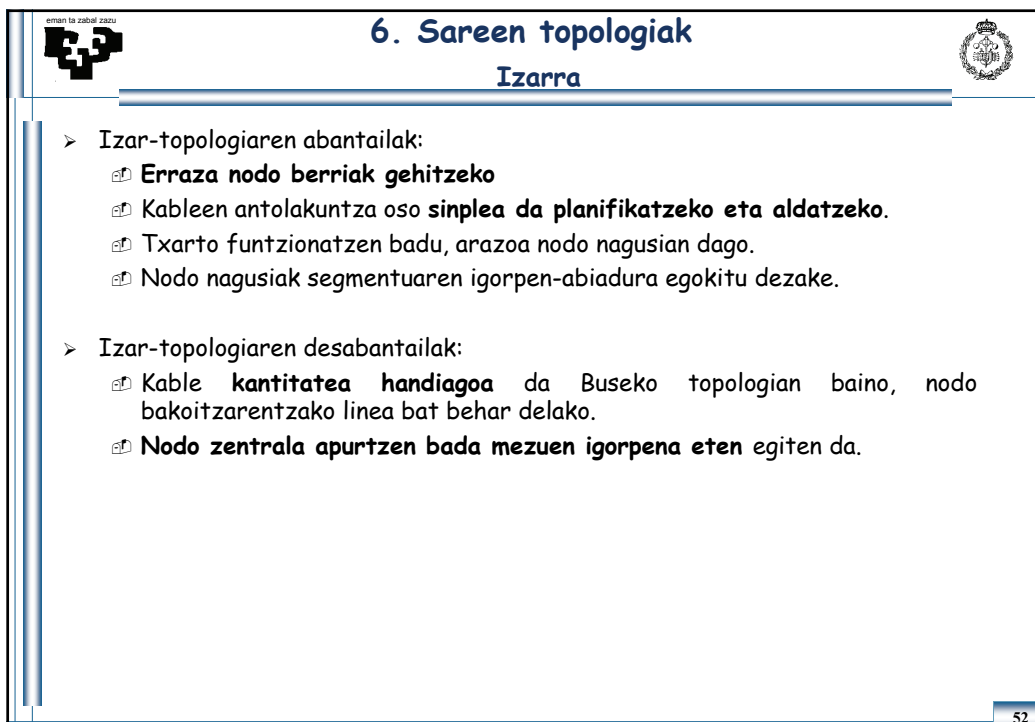 eman ta zabal zazu
6. Sareen topologiak
Izarra
➢ Izar-topologiaren abantailak:
Erraza nodo berriak gehitzeko
Kableen antolakuntza oso sinplea da planifikatzeko eta aldatzeko.
Txarto funtzionatzen badu, arazoa nodo nagusian dago.
Nodo nagusiak segmentuaren igorpen-abiadura egokitu dezake.
➢ Izar-topologiaren desabantailak:
Kable kantitatea handiagoa da Buseko topologian baino, nodo
bakoitzarentzako linea bat behar delako.
Nodo zentrala apurtzen bada mezuen igorpena eten egiten da.
52